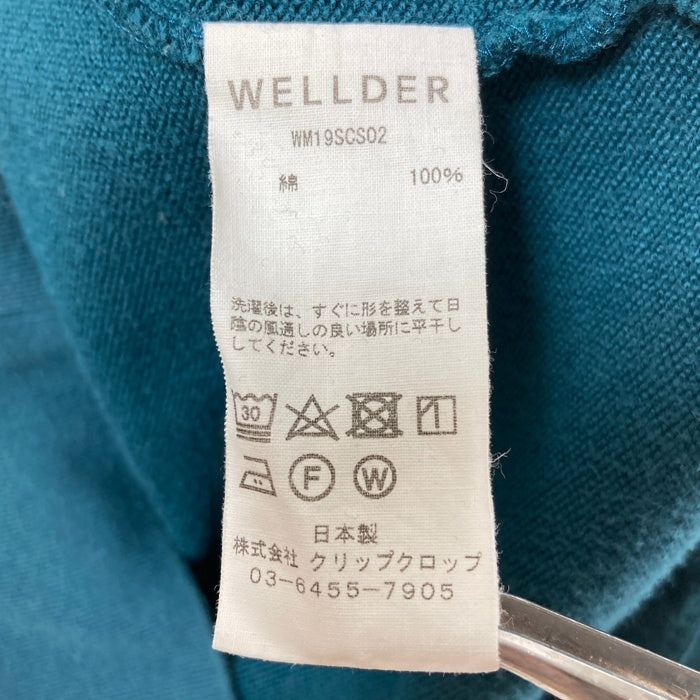 WELLDER
WM19SCS02
綿 100%
洗濯後は、すぐに形を整えて日
陰の風通しの良い場所に平干し
してください。
30
F W
日本製
株式会社 クリップクロップ
03-6455-7905